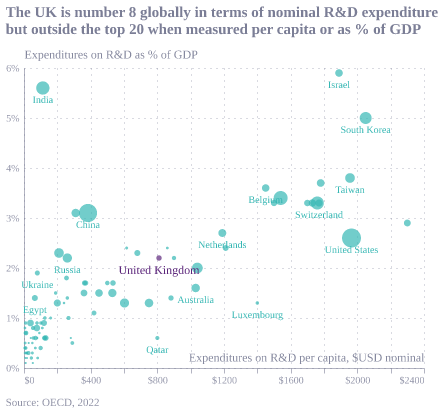 The UK is number 8 globally in terms of nominal R&D expenditure
but outside the top 20 when measured per capita or as % of GDP
Expenditures on R&D as % of GDP
6%
Israel
India
5%
South Korea
4%
Taiwan
Belgium
Switzerland
China
3%
Netherlands
United States
Russia
United Kingdom
2%
Ukraine
Australia
Egypt
Luxembourg
1%
Qatar
Expenditures on R&D per capita, $USD nominal
0%
$0
$400
$800
$1200
$1600
$2000
$2400
Source: OECD, 2022